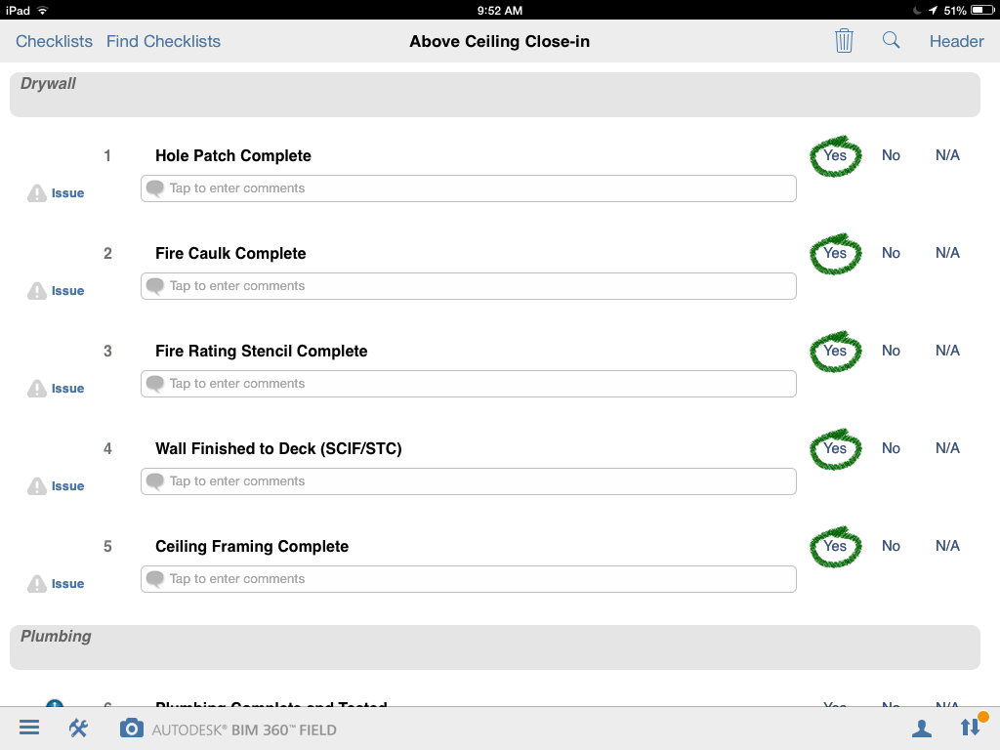 iPad 9:52 AM 51%
Checklists Find Checklists Above Ceiling Close-in Header
Drywall
1 Hole Patch Complete Yes No N/A
Tap to enter comments
Issue
2 Fire Caulk Complete Yes No N/A
Tap to enter comments
Issue
3 Fire Rating Stencil Complete Yes No N/A
Tap to enter comments
Issue
4 Wall Finished to Deck (SCIF/STC) Yes No N/A
Tap to enter comments
Issue
5 Ceiling Framing Complete Yes No N/A
Tap to enter comments
Issue
Plumbing
6 Plumbing Complete and Tested Yes No N/A
AUTODESK® BIM 360™ FIELD